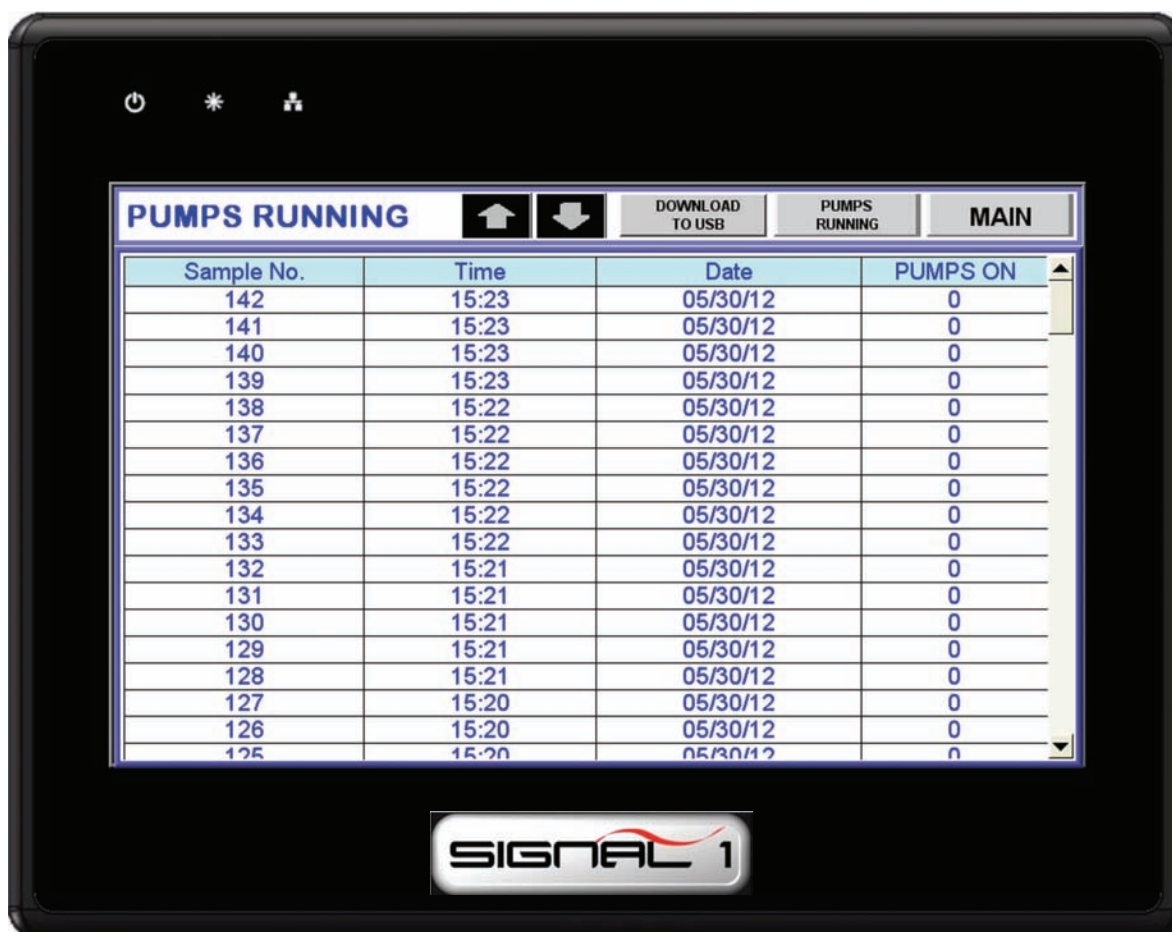 PUMPS RUNNING
DOWNLOAD
TO USB
PUMPS
RUNNING
MAIN
Sample No. Time Date PUMPS ON
142 15:23 05/30/12 0
141 15:23 05/30/12 0
140 15:23 05/30/12 0
139 15:23 05/30/12 0
138 15:22 05/30/12 0
137 15:22 05/30/12 0
136 15:22 05/30/12 0
135 15:22 05/30/12 0
134 15:22 05/30/12 0
133 15:22 05/30/12 0
132 15:21 05/30/12 0
131 15:21 05/30/12 0
130 15:21 05/30/12 0
129 15:21 05/30/12 0
128 15:21 05/30/12 0
127 15:20 05/30/12 0
126 15:20 05/30/12 0
125 15:20 05/30/12 0
SIGNAL 1